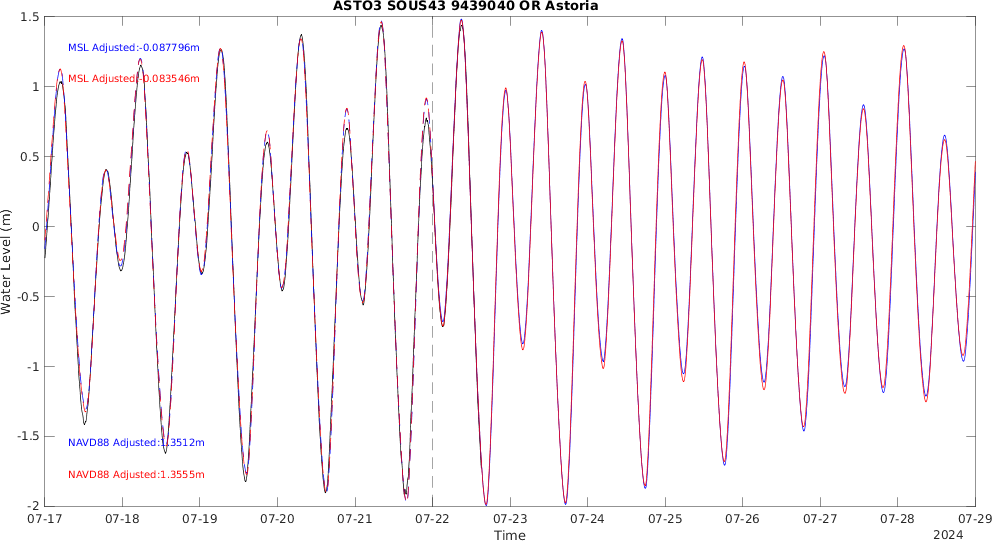 ASTO3 SOUS43 9439040 OR Astoria
MSL Adjusted:-0.087796m
MSL Adjusted:-0.083546m
NAVD88 Adjusted:1.3512m
NAVD88 Adjusted:1.3555m
Water Level (m)
1.5
1
0.5
0
-0.5
-1
-1.5
-2
07-17 07-18 07-19 07-20 07-21 07-22 07-23 07-24 07-25 07-26 07-27 07-28 07-29
Time
2024